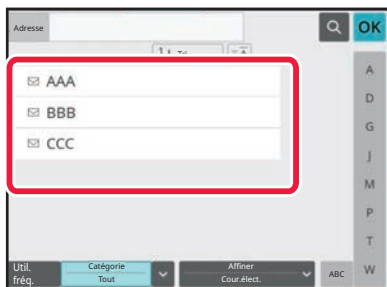 Adresse
OK
AAA
BBB
CCC
A
D
G
J
M
P
T
W
Util. fréq.
Catégorie
Tout
Affiner
Cour.élect.
ABC